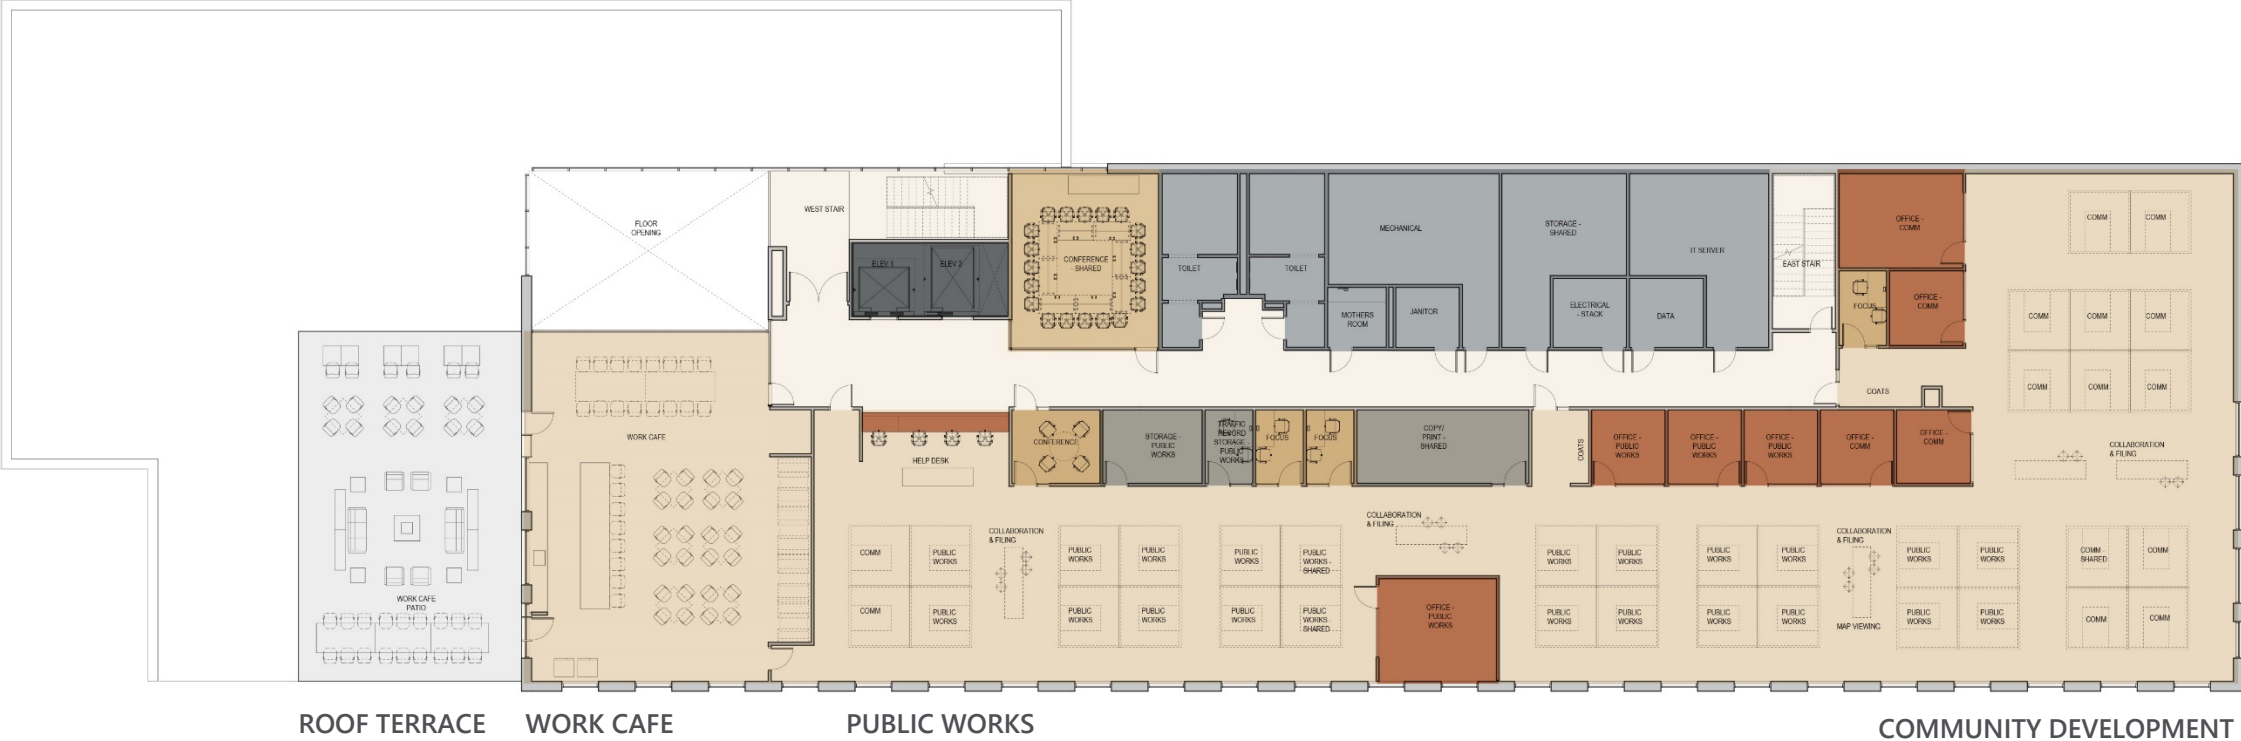 WEST STAIR
FLOOR
OPENING
ELEV 1
ELEV 2
CONFERENCE
- SHARED
TOILET
TOILET
MECHANICAL
MOTHERS
ROOM
JANITOR
STORAGE -
SHARED
ELECTRICAL
- STACK
IT SERVER
DATA
EAST STAIR
OFFICE -
COMM
FOCUS
OFFICE -
COMM
COMM
COMM
COMM
COMM
COMM
COMM
COMM
COMM
COATS
WORK CAFE
HELP DESK
CONFERENCE
STORAGE -
PUBLIC
WORKS
TRAFFIC
RECORD
STORAGE -
PUBLIC
WORKS
FOCUS
FOCUS
COPY/
PRINT -
SHARED
COATS
OFFICE -
PUBLIC
WORKS
OFFICE -
PUBLIC
WORKS
OFFICE -
PUBLIC
WORKS
OFFICE -
COMM
OFFICE -
COMM
COLLABORATION
& FILING
COLLABORATION
& FILING
COLLABORATION
& FILING
COLLABORATION
& FILING
COMM
PUBLIC
WORKS
PUBLIC
WORKS
PUBLIC
WORKS
PUBLIC
WORKS
PUBLIC
WORKS -
SHARED
PUBLIC
WORKS
PUBLIC
WORKS
PUBLIC
WORKS
PUBLIC
WORKS
PUBLIC
WORKS
PUBLIC
WORKS
COMM -
SHARED
COMM
WORK CAFE
PATIO
COMM
PUBLIC
WORKS
PUBLIC
WORKS
PUBLIC
WORKS
PUBLIC
WORKS
PUBLIC
WORKS -
SHARED
OFFICE -
PUBLIC
WORKS
PUBLIC
WORKS
PUBLIC
WORKS
PUBLIC
WORKS
PUBLIC
WORKS
MAP VIEWING
PUBLIC
WORKS
PUBLIC
WORKS
COMM
COMM
ROOF TERRACE
WORK CAFE
PUBLIC WORKS
COMMUNITY DEVELOPMENT